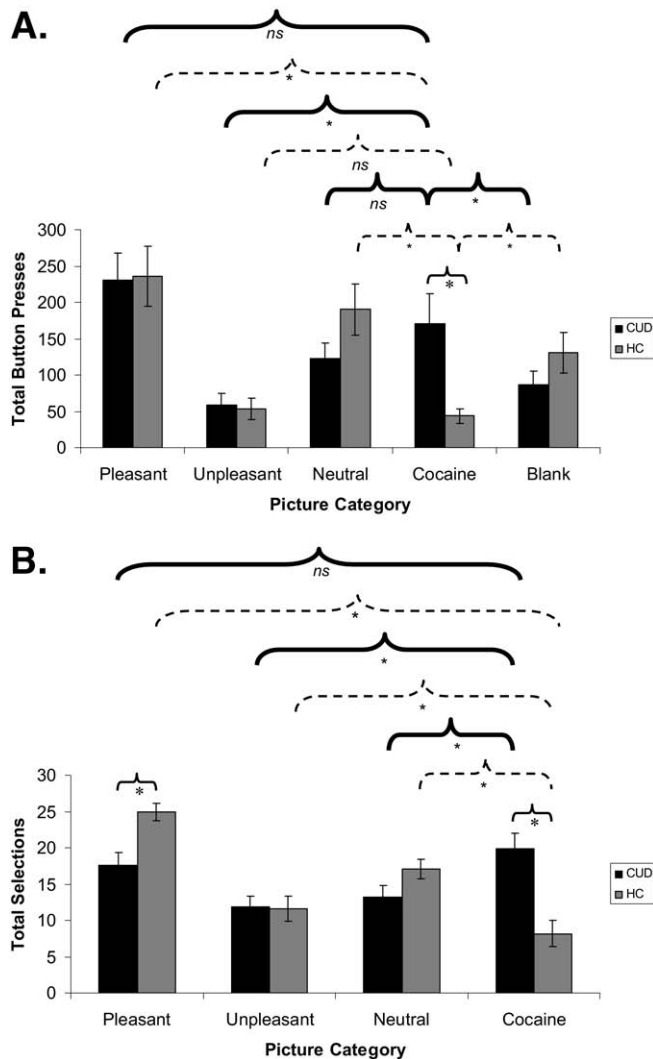 A.
ns
*
*
ns
ns
*
*
*
*
300
250
200
150
100
50
0
Total Button Presses
CUD
HC
Pleasant Unpleasant Neutral Cocaine Blank
Picture Category
B.
ns
*
*
*
*
*
*
*
30
25
20
15
10
5
0
Total Selections
CUD
HC
Pleasant Unpleasant Neutral Cocaine
Picture Category